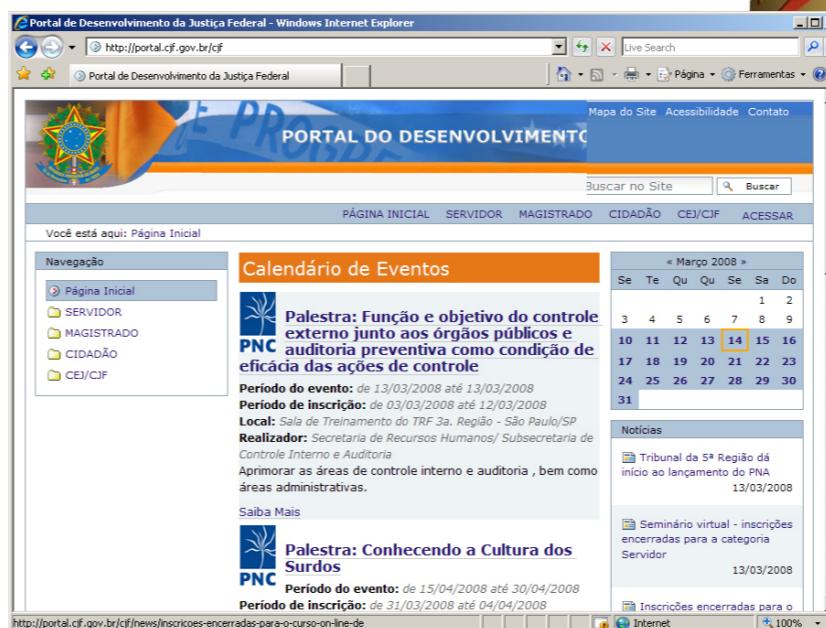 Portal de Desenvolvimento da Justiça Federal - Windows Internet Explorer
http://portal.cjf.gov.br/cjf
Live Search
Portal de Desenvolvimento da Justiça Federal
Página
Ferramentas
Mapa do Site Acessibilidade Contato
E PROGRE
PORTAL DO DESENVOLVIMENTO
Buscar no Site
Buscar
PÁGINA INICIAL SERVIDOR MAGISTRADO CIDADÃO CEJ/CJF ACESSAR
Você está aqui: Página Inicial
Navegação
Página Inicial
SERVIDOR
MAGISTRADO
CIDADÃO
CEJ/CJF
Calendário de Eventos
PNC
Palestra: Função e objetivo do controle
externo junto aos órgãos públicos e
auditoria preventiva como condição de
eficácia das ações de controle
Período do evento: de 13/03/2008 até 13/03/2008
Período de inscrição: de 03/03/2008 até 12/03/2008
Local: Sala de Treinamento do TRF 3a. Região - São Paulo/SP
Realizador: Secretaria de Recursos Humanos/ Subsecretaria de
Controle Interno e Auditoria
Aprimorar as áreas de controle interno e auditoria , bem como
áreas administrativas.
Saiba Mais
PNC
Palestra: Conhecendo a Cultura dos
Surdos
Período do evento: de 15/04/2008 até 30/04/2008
Período de inscrição: de 31/03/2008 até 04/04/2008
« Março 2008 »
Se Te Qu Qu Se Sa Do
1 2
3 4 5 6 7 8 9
10 11 12 13 14 15 16
17 18 19 20 21 22 23
24 25 26 27 28 29 30
31
Notícias
Tribunal da 5ª Região dá
início ao lançamento do PNA
13/03/2008
Seminário virtual - inscrições
encerradas para a categoria
Servidor
13/03/2008
Inscrições encerradas para o
http://portal.cjf.gov.br/cjf/news/inscricoes-encerradas-para-o-curso-on-line-de
Internet
100%